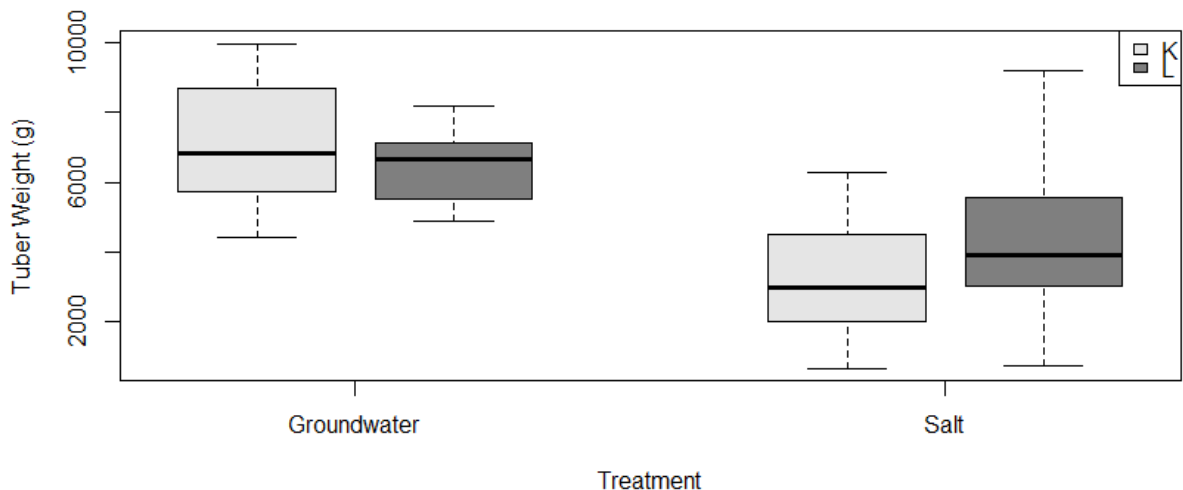 Tuber Weight (g)
10000
6000
2000
K
L
Groundwater
Salt
Treatment